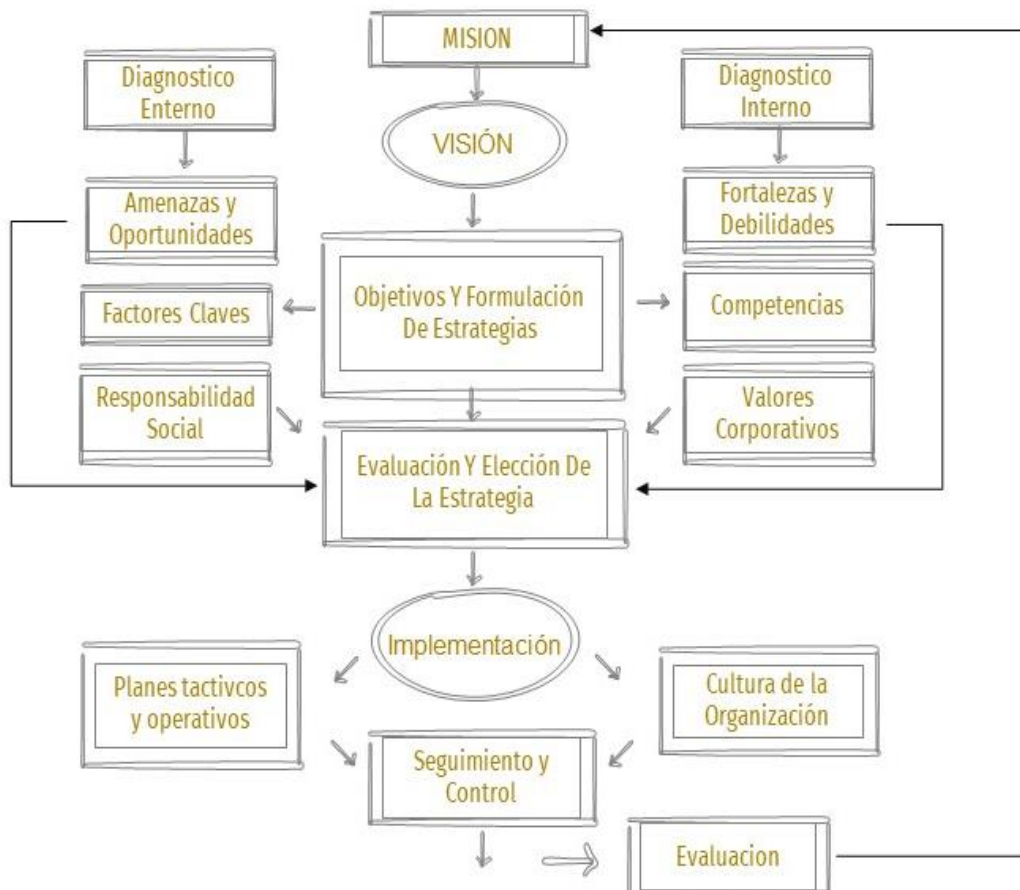 MISION
Diagnostico
Enterno
Diagnostico
Interno
VISIÓN
Amenazas y
Oportunidades
Fortalezas y
Debilidades
Objetivos Y Formulación
De Estrategias
Factores Claves
Competencias
Responsabilidad
Social
Valores
Corporativos
Evaluación Y Elección De
La Estrategia
Implementación
Planes tactivcos
y operativos
Cultura de la
Organización
Seguimiento y
Control
Evaluacion